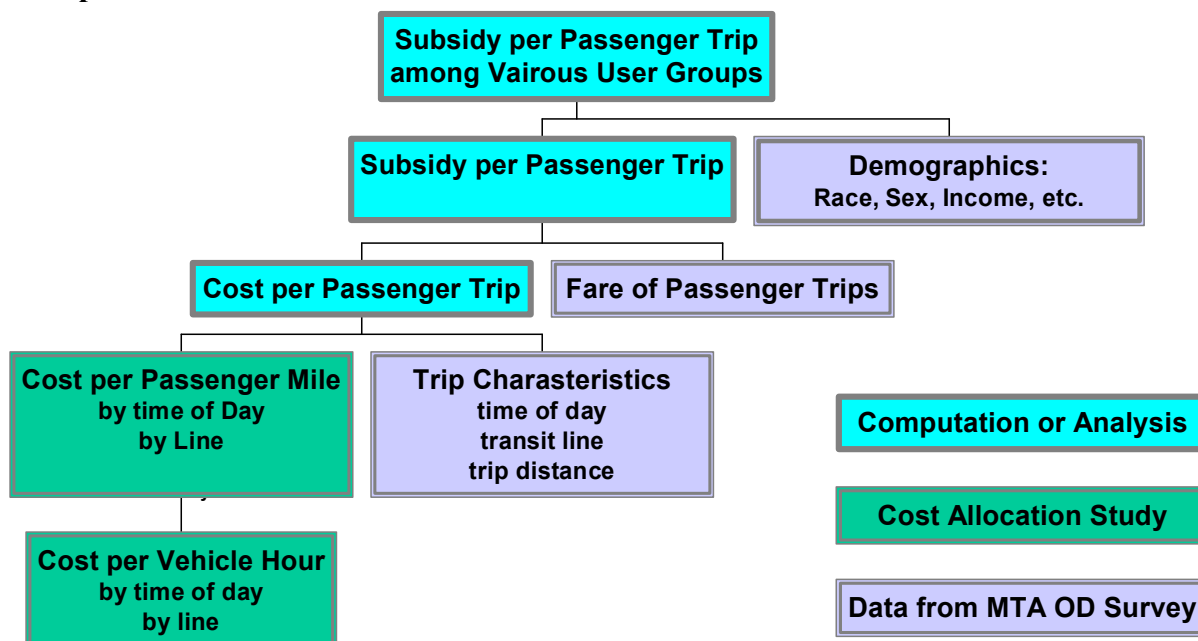 Subsidy per Passenger Trip
among Vairous User Groups
Subsidy per Passenger Trip
Demographics:
Race, Sex, Income, etc.
Cost per Passenger Trip
Fare of Passenger Trips
Cost per Passenger Mile
by time of Day
by Line
Trip Charasteristics
time of day
transit line
trip distance
Cost per Vehicle Hour
by time of day
by line
Computation or Analysis
Cost Allocation Study
Data from MTA OD Survey